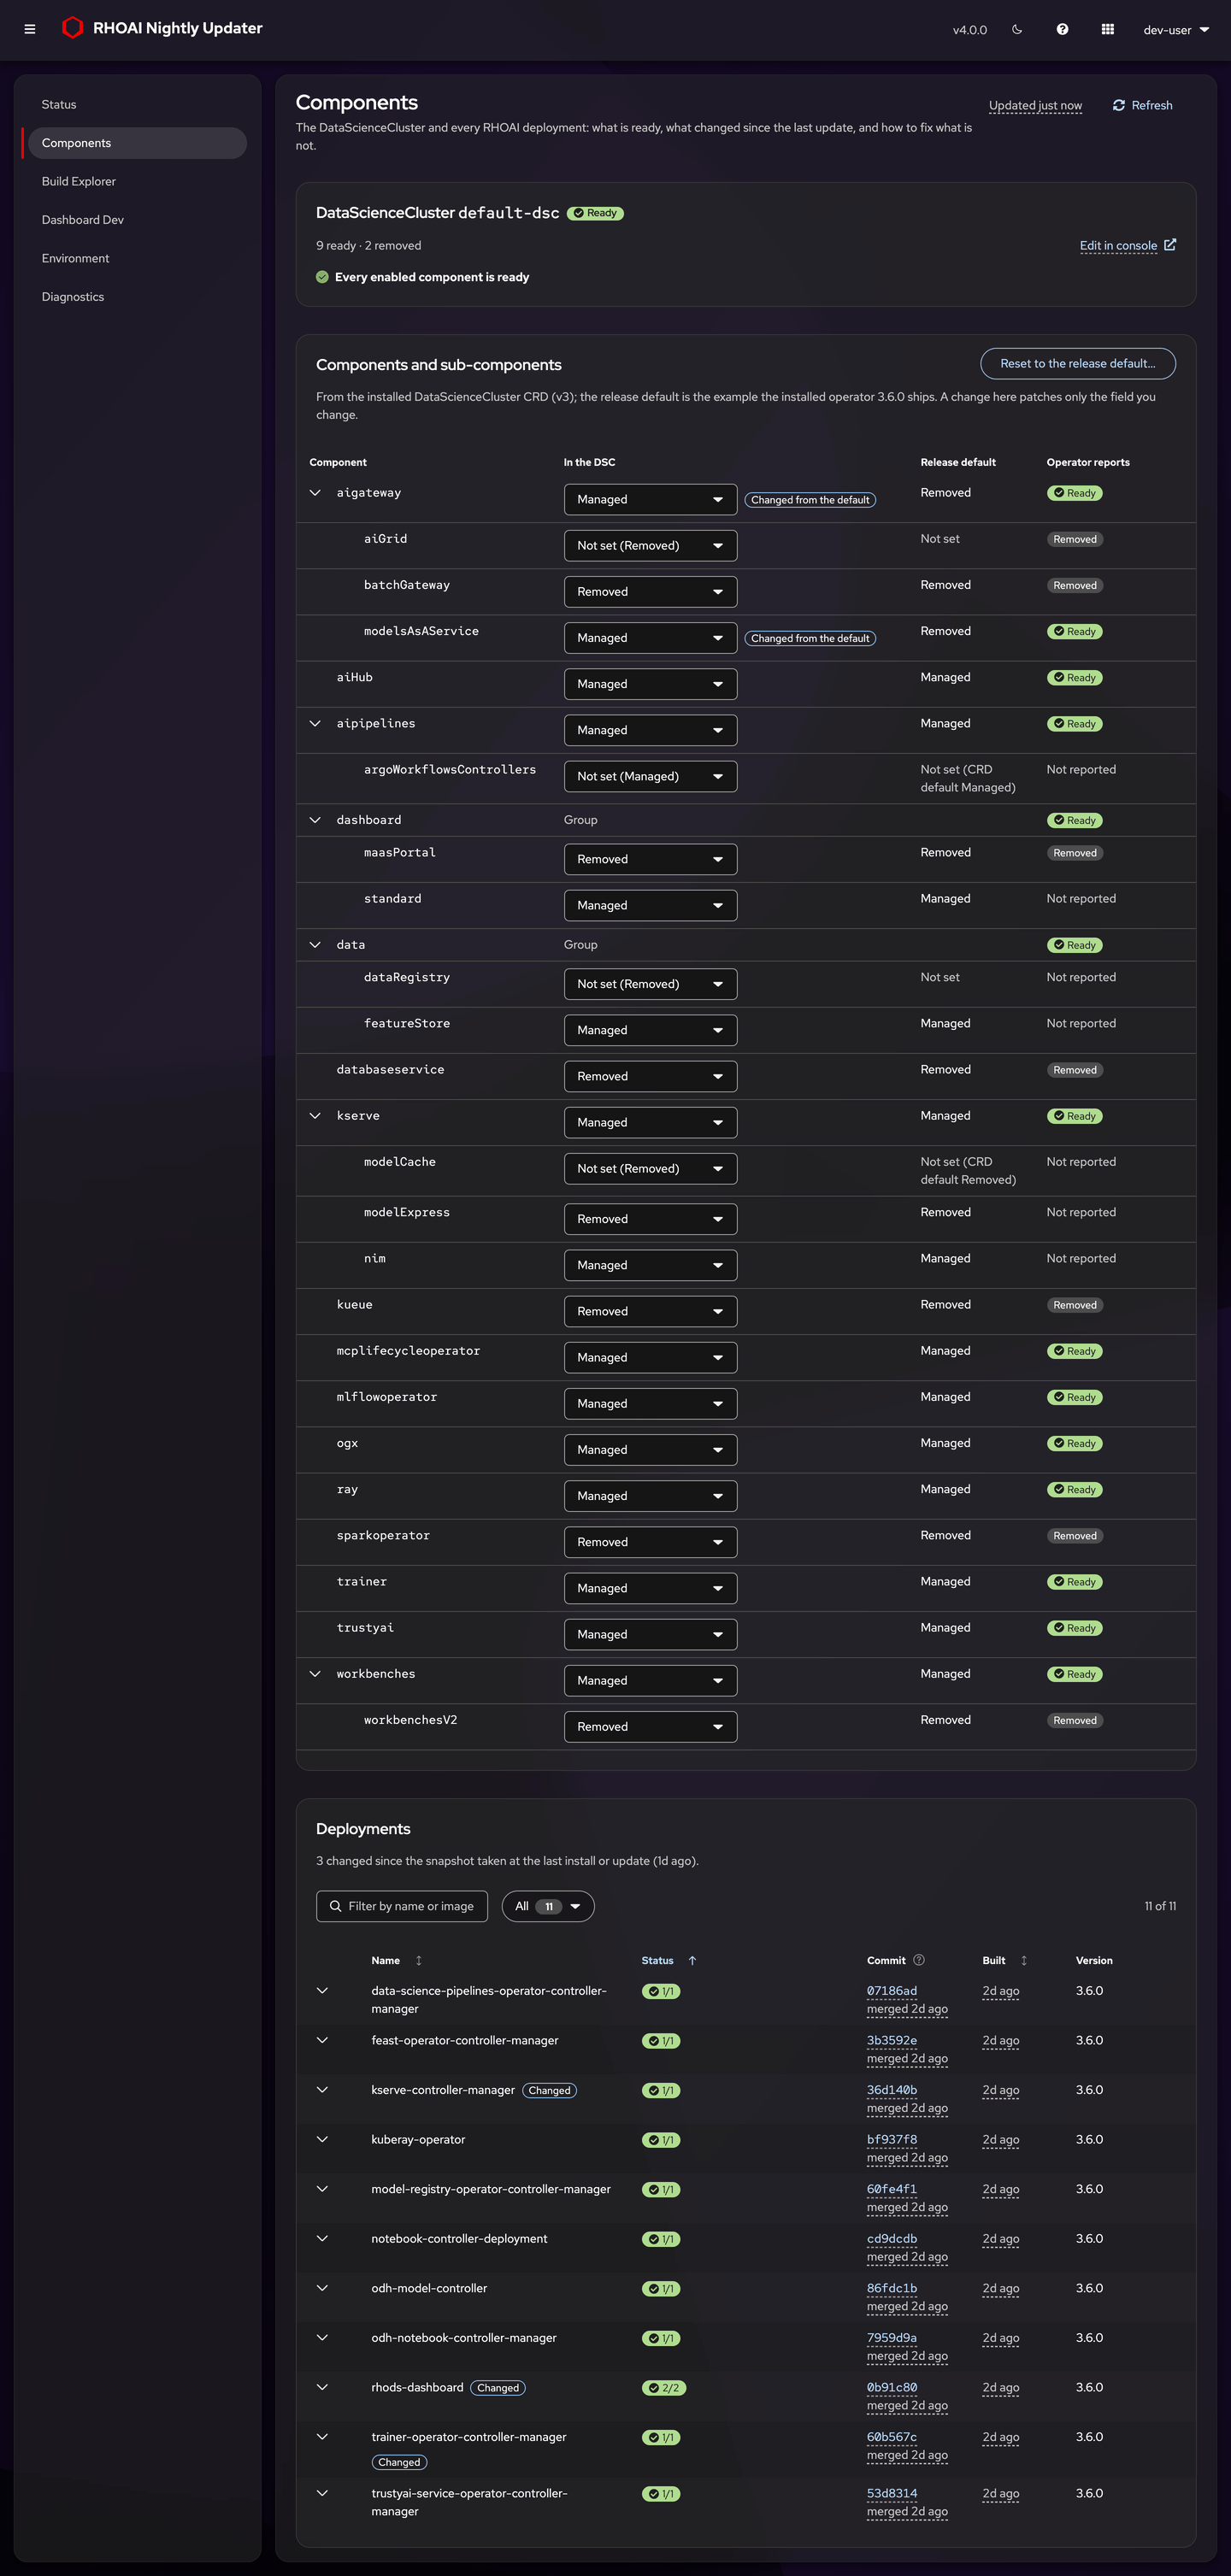 RHOAI Nightly Updater
v4.0.0
dev-user
Status
Components
Build Explorer
Dashboard Dev
Environment
Diagnostics
Components
Updated just now
Refresh
The DataScienceCluster and every RHOAI deployment: what is ready, what changed since the last update, and how to fix what is
not.
DataScienceCluster default-dsc Ready
9 ready · 2 removed
Edit in console
Every enabled component is ready
Components and sub-components
Reset to the release default...
From the installed DataScienceCluster CRD (v3); the release default is the example the installed operator 3.6.0 ships. A change here patches only the field you
change.
Component In the DSC Release default Operator reports
aigateway Managed Changed from the default Removed Ready
aiGrid Not set (Removed) Not set Removed
batchGateway Removed Removed Removed
modelsAsAService Managed Changed from the default Removed Ready
aiHub Managed Managed Ready
aipipelines Managed Managed Ready
argoWorkflowsControllers Not set (Managed) Not set (CRD
default Managed) Not reported
dashboard Group Ready
maasPortal Removed Removed Removed
standard Managed Managed Not reported
data Group Ready
dataRegistry Not set (Removed) Not set Not reported
featureStore Managed Managed Not reported
databaseservice Removed Removed Removed
kserve Managed Managed Ready
modelCache Not set (Removed) Not set (CRD
default Removed) Not reported
modelExpress Removed Removed Not reported
nim Managed Managed Not reported
kueue Removed Removed Removed
mcplifecycleoperator Managed Managed Ready
mlflowoperator Managed Managed Ready
ogx Managed Managed Ready
ray Managed Managed Ready
sparkoperator Removed Removed Removed
trainer Managed Managed Ready
trustyai Managed Managed Ready
workbenches Managed Managed Ready
workbenchesV2 Removed Removed Removed
Deployments
3 changed since the snapshot taken at the last install or update (1d ago).
Filter by name or image
All 11
11 of 11
Name Status Commit Built Version
data-science-pipelines-operator-controller-
manager 1/1 07186ad 2d ago 3.6.0
merged 2d ago
feast-operator-controller-manager 1/1 3b3592e 2d ago 3.6.0
merged 2d ago
kserve-controller-manager Changed 1/1 36d140b 2d ago 3.6.0
merged 2d ago
kuberay-operator 1/1 bf937f8 2d ago 3.6.0
merged 2d ago
model-registry-operator-controller-manager 1/1 60fe4f1 2d ago 3.6.0
merged 2d ago
notebook-controller-deployment 1/1 cd9dcdb 2d ago 3.6.0
merged 2d ago
odh-model-controller 1/1 86fdc1b 2d ago 3.6.0
merged 2d ago
odh-notebook-controller-manager 1/1 7959d9a 2d ago 3.6.0
merged 2d ago
rhods-dashboard Changed 2/2 0b91c80 2d ago 3.6.0
merged 2d ago
trainer-operator-controller-manager 1/1 60b567c 2d ago 3.6.0
Changed merged 2d ago
trustyai-service-operator-controller-
manager 1/1 53d8314 2d ago 3.6.0
merged 2d ago